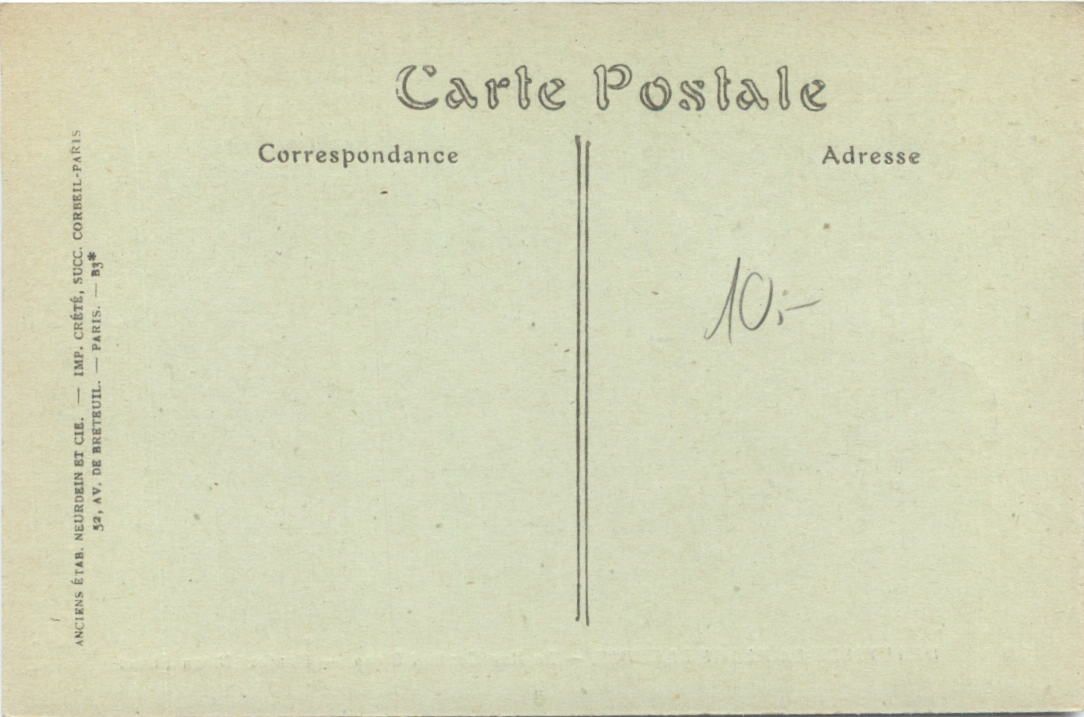 Carte Postale
Correspondance
Adresse
10,-
ANCIENS ÉTAB. NEURDEIN ET CIE. — IMP. CRÉTÉ, SUCC. CORBEIL-PARIS
52, AV. DE BRETEUIL. — PARIS. — B3*